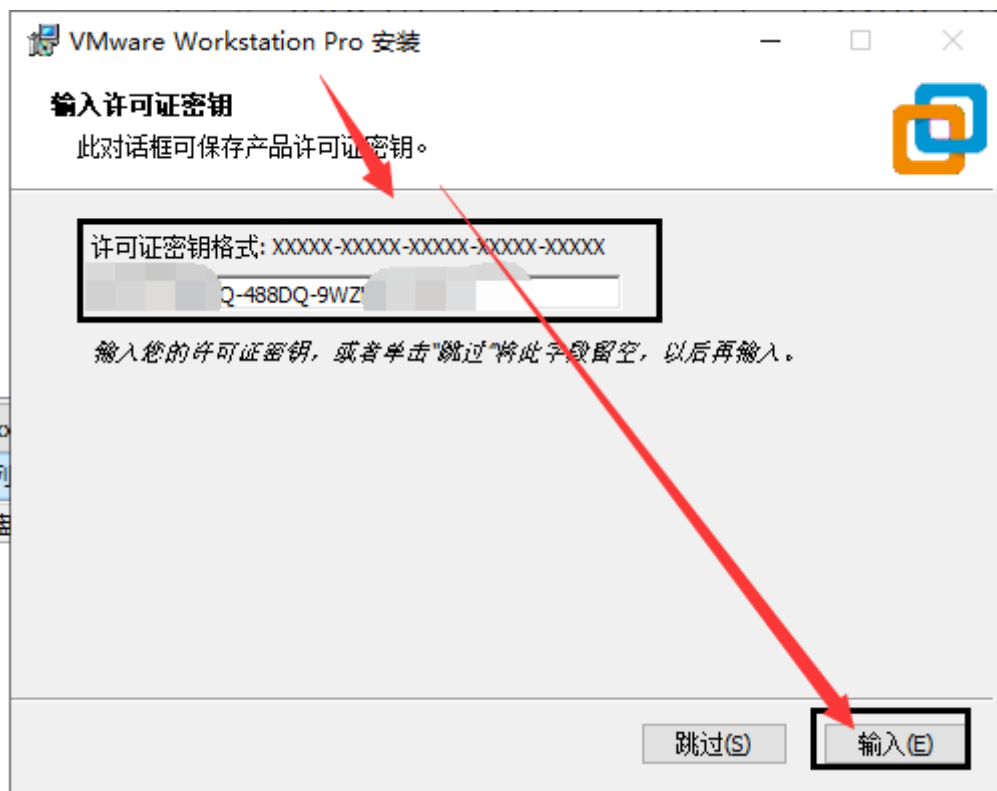 VMware Workstation Pro 安装
输入许可证密钥
此对话框可保存产品许可证密钥。
许可证密钥格式: XXXXX-XXXXX-XXXXX-XXXXX-XXXXX
Q-488DQ-9WZ
输入您的许可证密钥，或者单击"跳过"将此字段留空，以后再输入。
跳过(S)
输入(E)